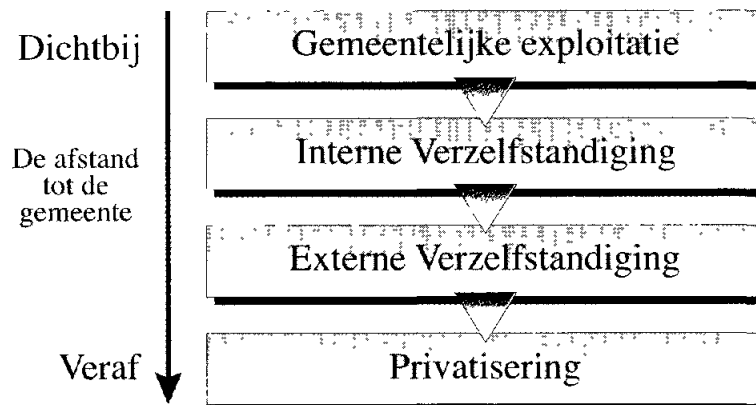 Dichtbij
Gemeentelijke exploitatie
Interne Verzelfstandiging
De afstand
tot de
gemeente
Externe Verzelfstandiging
Veraf
Privatisering